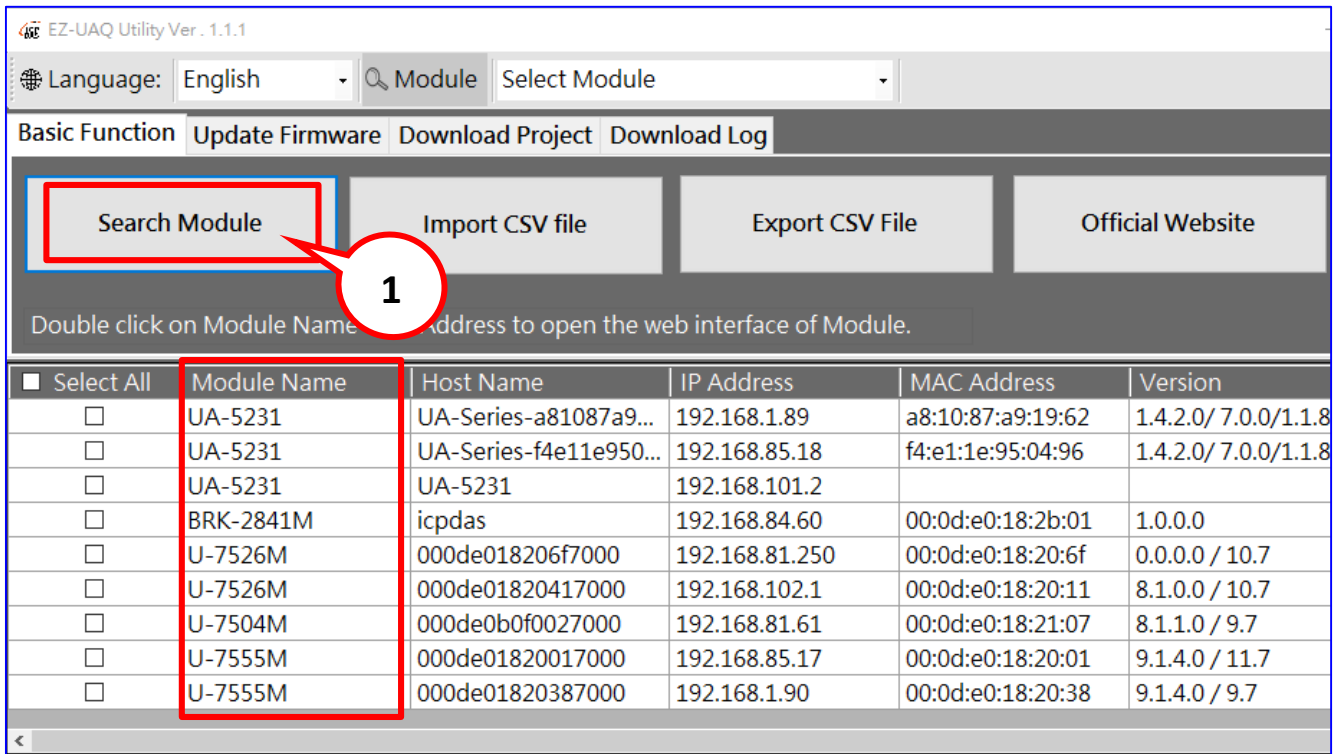 EZ-UAQ Utility Ver . 1.1.1
Language: English Module Select Module
Basic Function Update Firmware Download Project Download Log
Search Module Import CSV file Export CSV File Official Website
1
Double click on Module Name Address to open the web interface of Module.
Select All Module Name Host Name IP Address MAC Address Version
UA-5231 UA-Series-a81087a9... 192.168.1.89 a8:10:87:a9:19:62 1.4.2.0/ 7.0.0/1.1.8
UA-5231 UA-Series-f4e11e950... 192.168.85.18 f4:e1:1e:95:04:96 1.4.2.0/ 7.0.0/1.1.8
UA-5231 UA-5231 192.168.101.2
BRK-2841M icpdas 192.168.84.60 00:0d:e0:18:2b:01 1.0.0.0
U-7526M 000de018206f7000 192.168.81.250 00:0d:e0:18:20:6f 0.0.0.0 / 10.7
U-7526M 000de01820417000 192.168.102.1 00:0d:e0:18:20:11 8.1.0.0 / 10.7
U-7504M 000de0b0f0027000 192.168.81.61 00:0d:e0:18:21:07 8.1.1.0 / 9.7
U-7555M 000de01820017000 192.168.85.17 00:0d:e0:18:20:01 9.1.4.0 / 11.7
U-7555M 000de01820387000 192.168.1.90 00:0d:e0:18:20:38 9.1.4.0 / 9.7